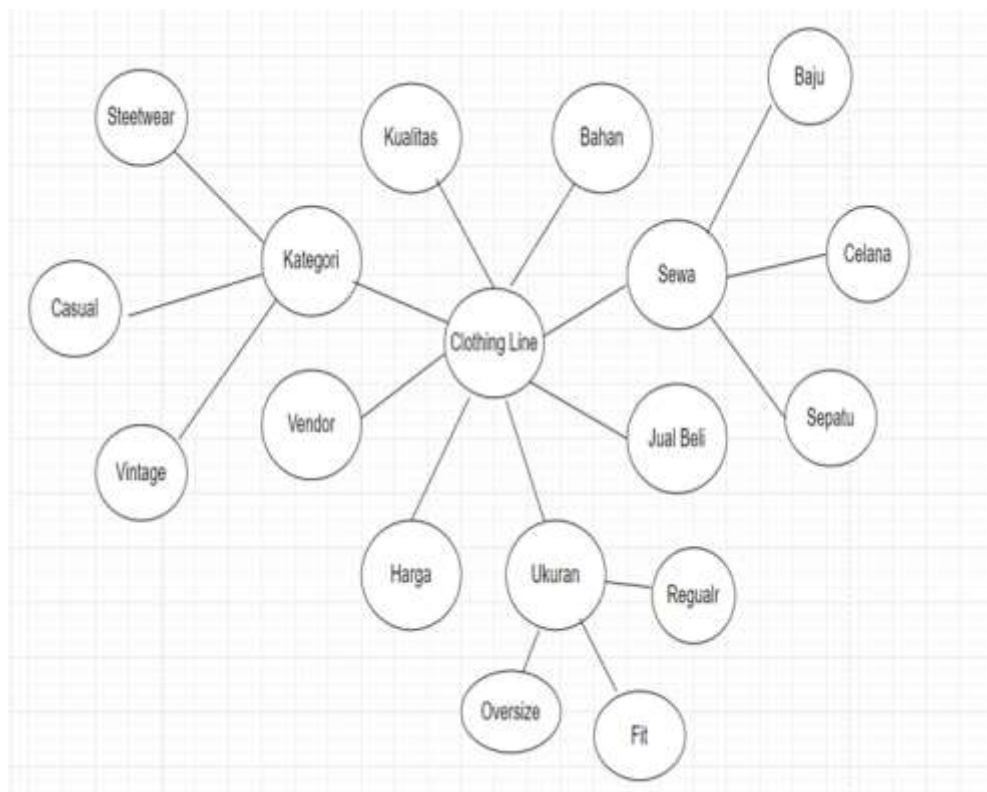 Baju
Steetwear
Kualitas
Bahan
Kategori
Sewa
Celana
Casual
Clothing Line
Vendor
Jual Beli
Sepatu
Vintage
Harga
Ukuran
Regualr
Oversize
Fit